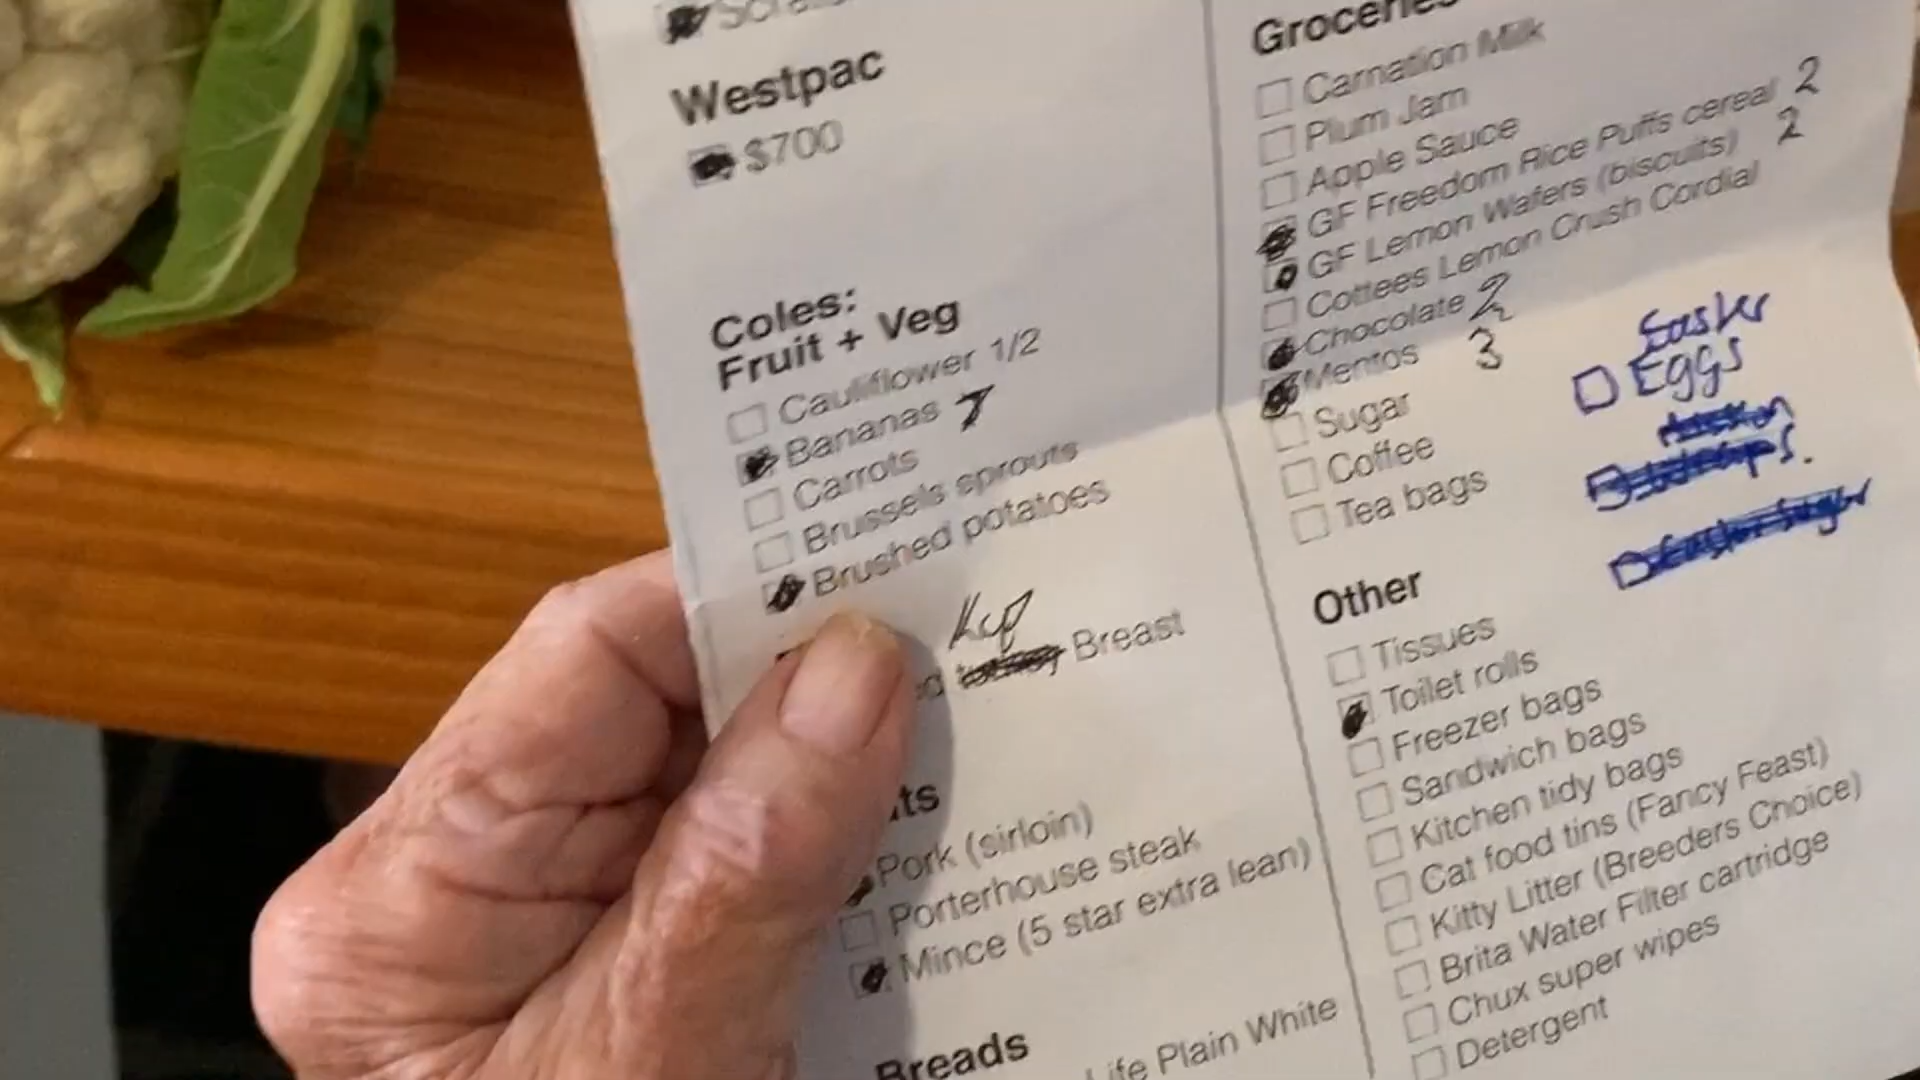 Westpac
$700
Coles:
Fruit + Veg
Cauliflower 1/2
Bananas 7
Carrots
Brussels sprouts
Brushed potatoes
Breast
Pork (sirloin)
Porterhouse steak
Mince (5 star extra lean)
Breads
Life Plain White
Groceries
Carnation Milk
Plum Jam
Apple Sauce
GF Freedom Rice Puffs cereal 2
GF Lemon Wafers (biscuits) 2
Cottees Lemon Crush Cordial
Chocolate 2
Mentos 3
Sugar
Coffee
Tea bags
Easter
Eggs
Other
Tissues
Toilet rolls
Freezer bags
Sandwich bags
Kitchen tidy bags
Cat food tins (Fancy Feast)
Kitty Litter (Breeders Choice)
Brita Water Filter cartridge
Chux super wipes
Detergent